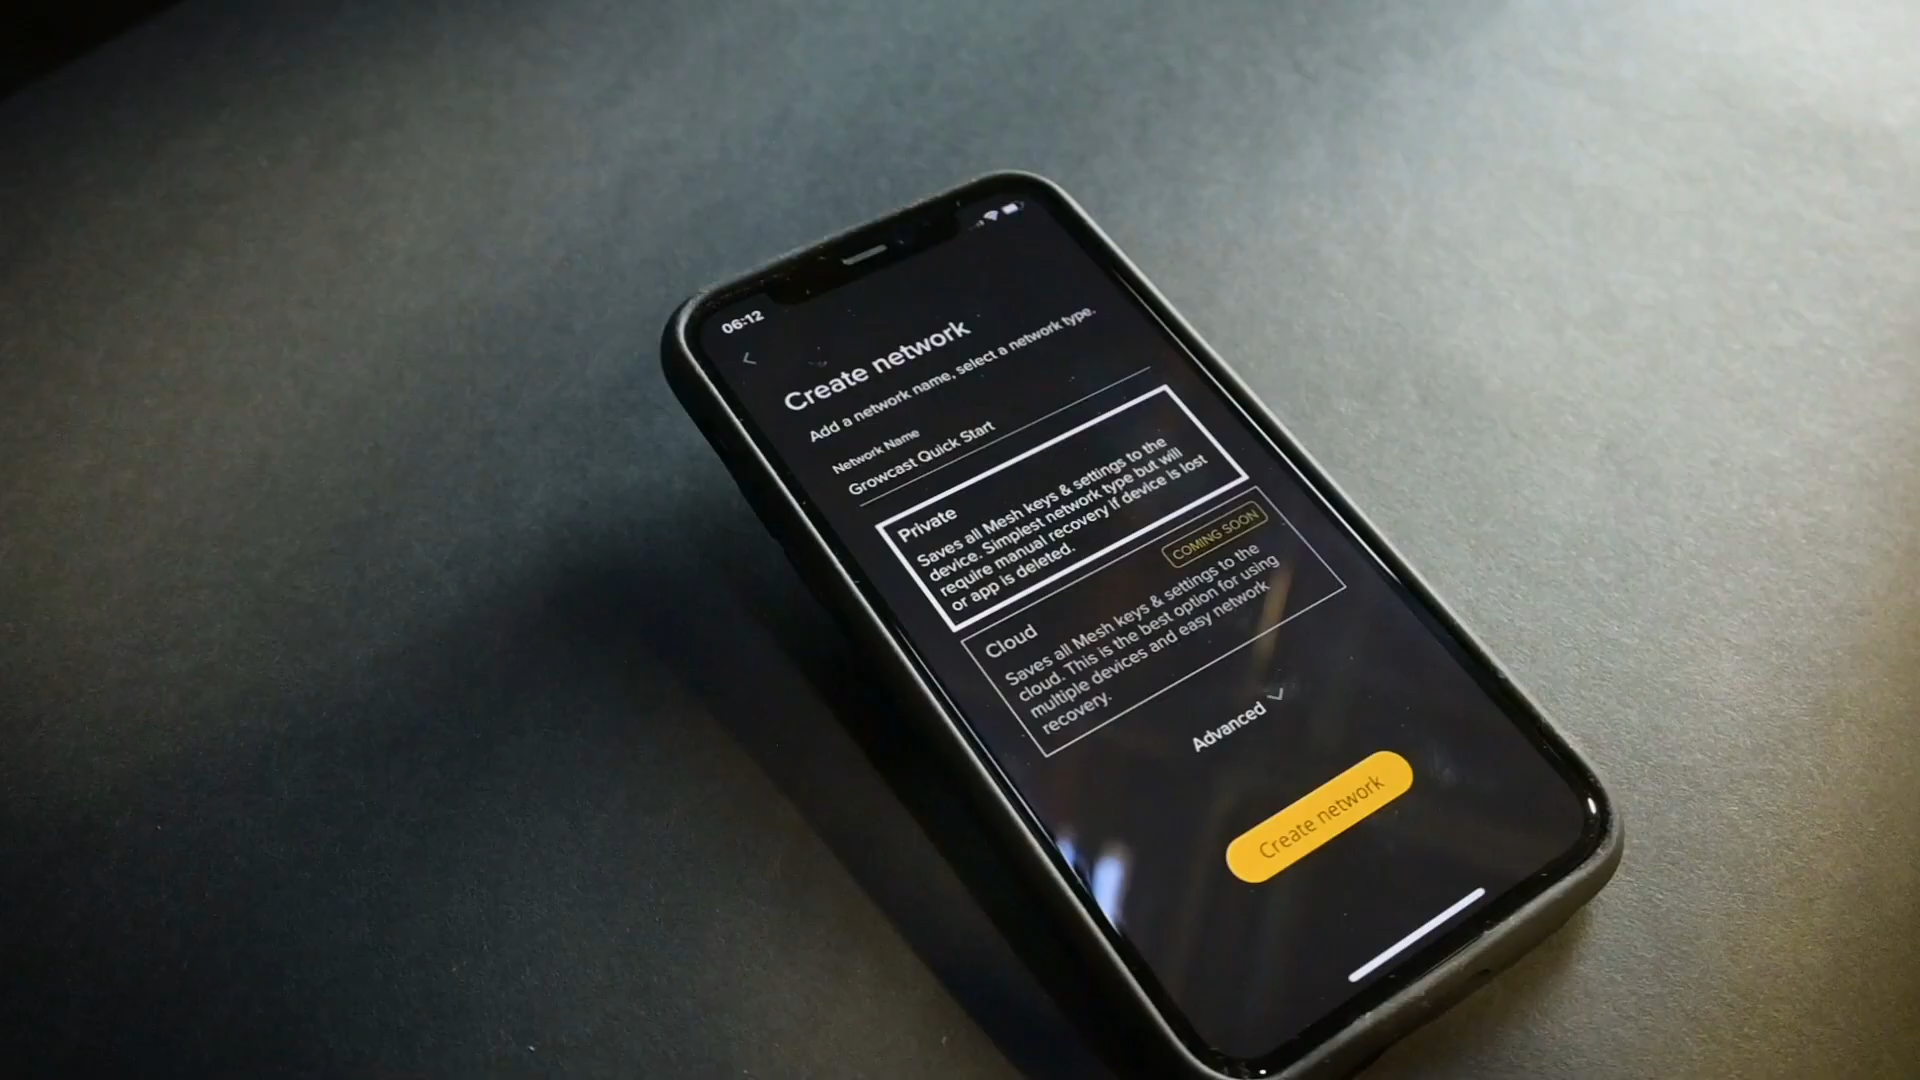 06:12
Create network
Add a network name, select a network type.
Network Name
Growcast Quick Start
Private
Saves all Mesh keys & settings to the
device. Simplest network type but will
require manual recovery if device is lost
or app is deleted.
COMING SOON
Cloud
Saves all Mesh keys & settings to the
cloud. This is the best option for using
multiple devices and easy network
recovery.
Advanced
Create network